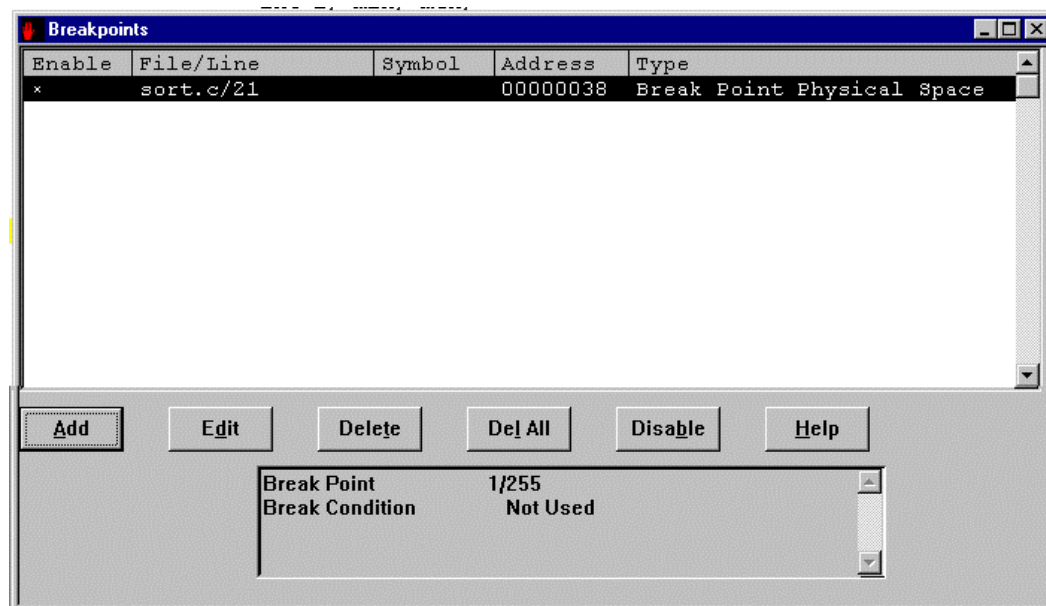 Breakpoints
Enable File/Line Symbol Address Type
× sort.c/21 00000038 Break Point Physical Space
Add Edit Delete Del All Disable Help
Break Point 1/255
Break Condition Not Used